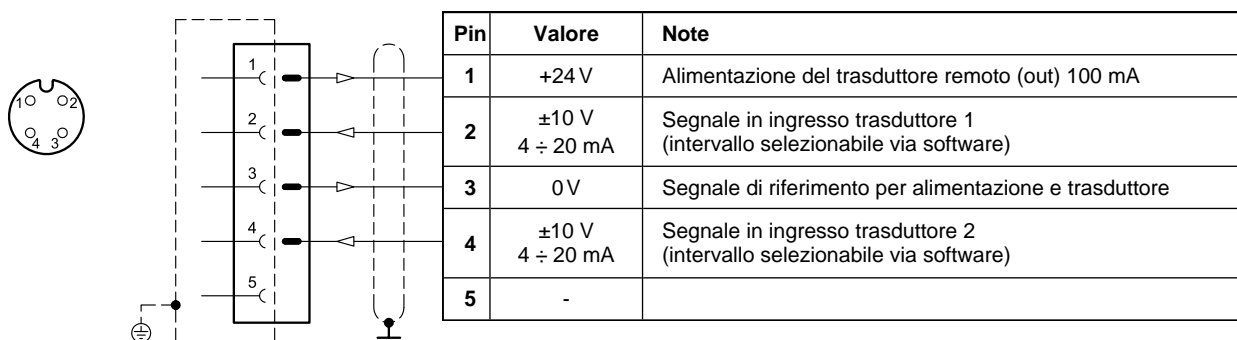 1 2
4 3
1
2
3
4
5
Pin Valore Note
1 +24 V Alimentazione del trasduttore remoto (out) 100 mA
2 ±10 V
4 ÷ 20 mA Segnale in ingresso trasduttore 1
(intervallo selezionabile via software)
3 0 V Segnale di riferimento per alimentazione e trasduttore
4 ±10 V
4 ÷ 20 mA Segnale in ingresso trasduttore 2
(intervallo selezionabile via software)
5 -